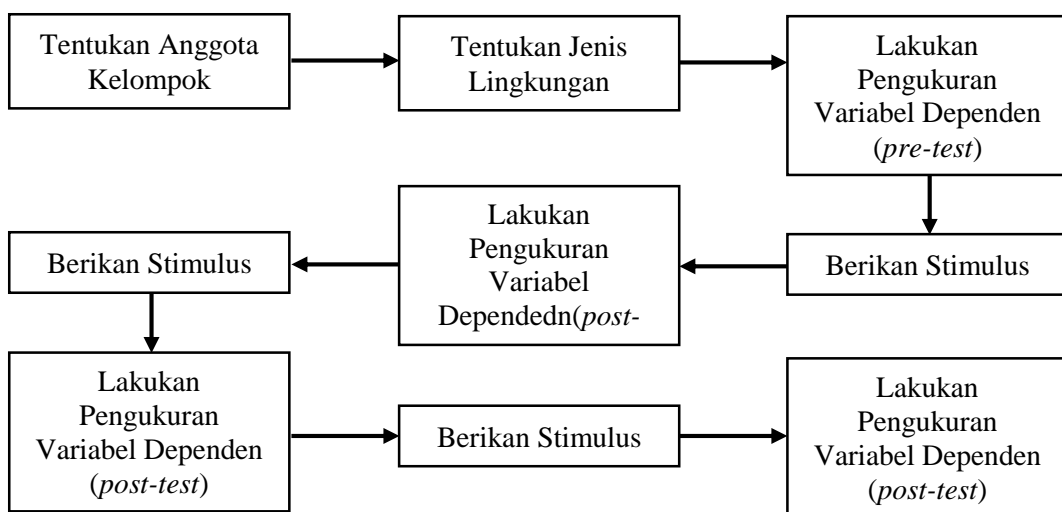 Tentukan Anggota
Kelompok
Tentukan Jenis
Lingkungan
Lakukan
Pengukuran
Variabel Dependen
(pre-test)
Berikan Stimulus
Lakukan
Pengukuran
Variabel
Dependedn(post-
Berikan Stimulus
Lakukan
Pengukuran
Variabel Dependen
(post-test)
Berikan Stimulus
Lakukan
Pengukuran
Variabel Dependen
(post-test)